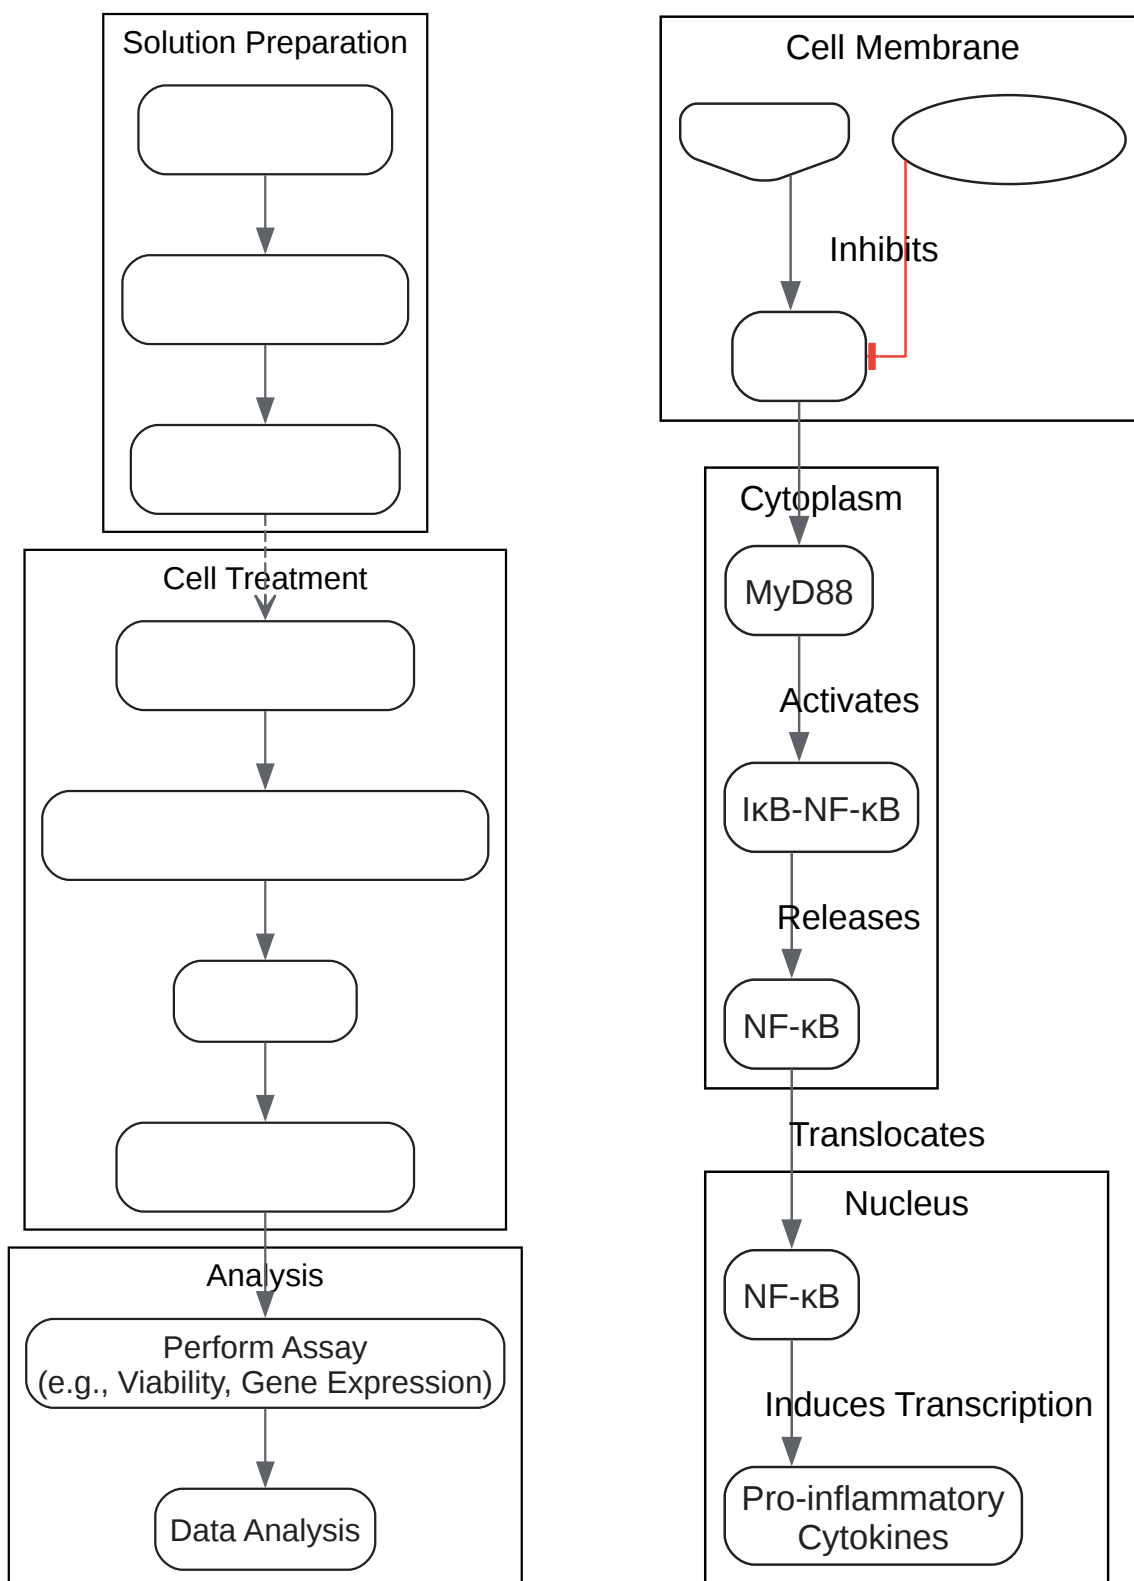 Solution Preparation
Cell Treatment
Analysis
Perform Assay
(e.g., Viability, Gene Expression)
Data Analysis
Cell Membrane
Inhibits
Cytoplasm
MyD88
Activates
IκB-NF-κB
Releases
NF-κB
Translocates
Nucleus
NF-κB
Induces Transcription
Pro-inflammatory
Cytokines